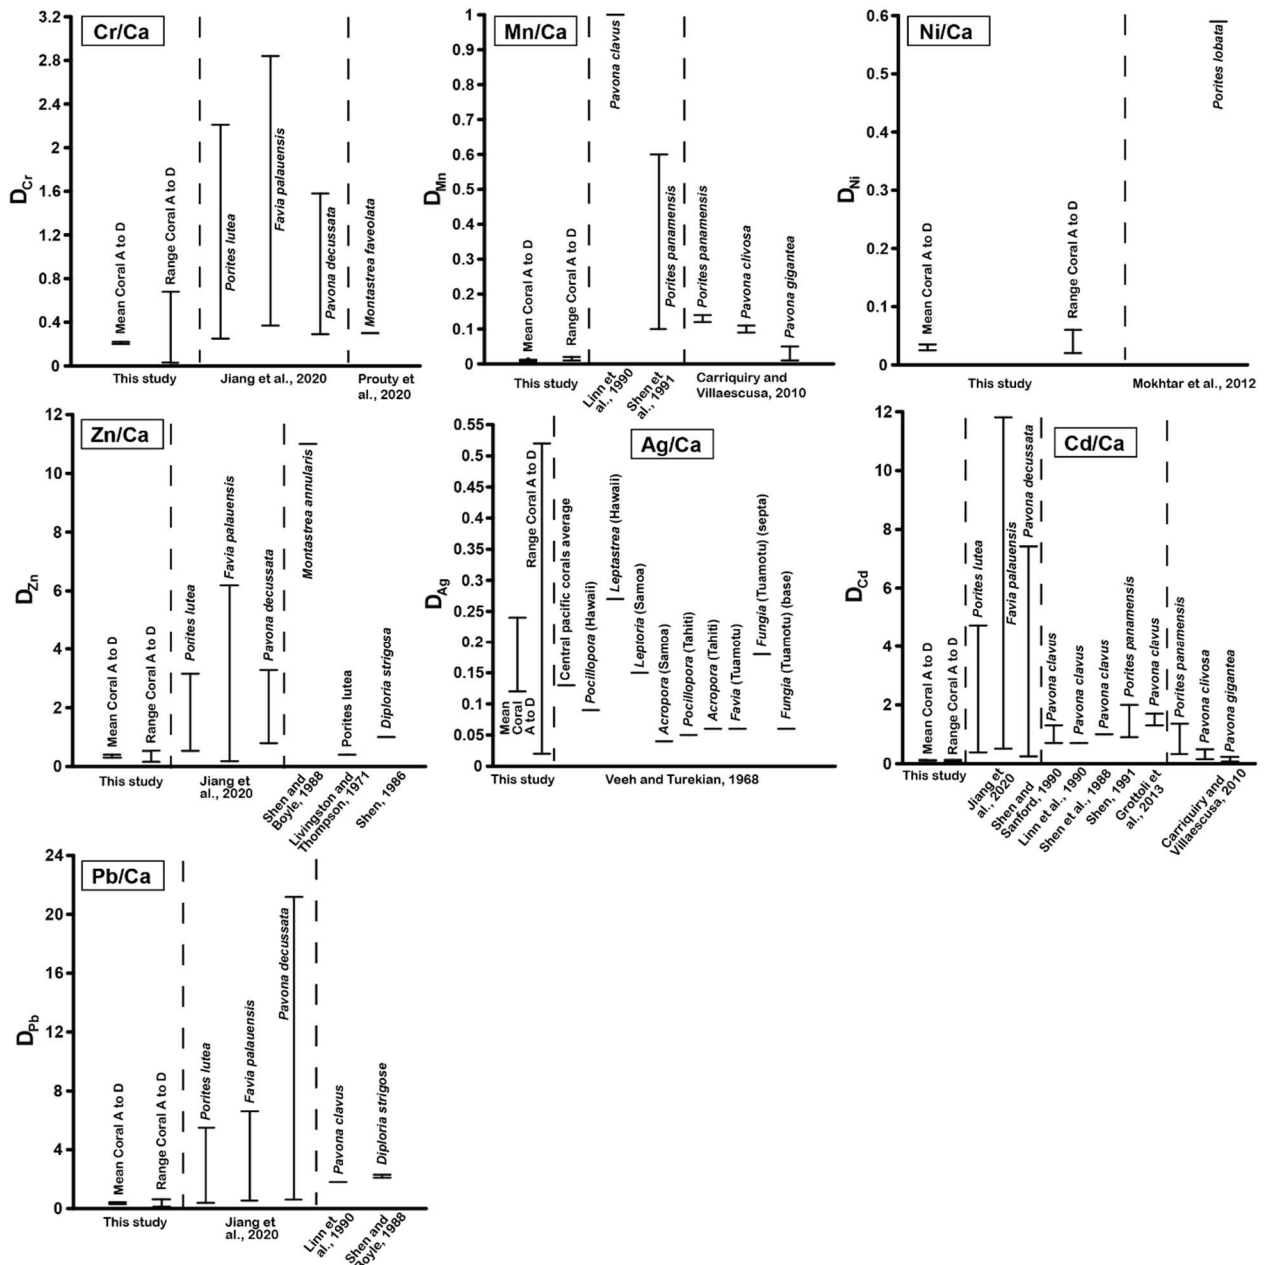 Cr/Ca
D_Cr
3.2
2.8
2.4
2
1.6
1.2
0.8
0.4
0
Mean Coral A to D
Range Coral A to D
Porites lutea
Favia palauensis
Pavona decussata
Montastrea faveolata
This study
Jiang et al., 2020
Prouty et
al., 2020
Mn/Ca
D_Mn
1
0.9
0.8
0.7
0.6
0.5
0.4
0.3
0.2
0.1
0
Mean Coral A to D
Range Coral A to D
Pavona clavus
Porites panamensis
Porites panamensis
Pavona clivosa
Pavona gigantea
This study
Linn et
al., 1990
Shen et
al., 1991
Carriquiry and
Villaescusa, 2010
Ni/Ca
D_Ni
0.6
0.5
0.4
0.3
0.2
0.1
0
Mean Coral A to D
Range Coral A to D
Porites lobata
This study
Mokhtar et al., 2012
Zn/Ca
D_Zn
12
10
8
6
4
2
0
Mean Coral A to D
Range Coral A to D
Porites lutea
Favia palauensis
Pavona decussata
Montastrea annularis
Porites lutea
Diploria strigosa
This study
Jiang et
al., 2020
Shen and
Boyle, 1988
Livingston and
Thompson, 1971
Shen, 1986
Ag/Ca
D_Ag
0.55
0.5
0.45
0.4
0.35
0.3
0.25
0.2
0.15
0.1
0.05
0
Mean
Coral
A to D
Range Coral A to D
Central pacific corals average
Pocillopora (Hawaii)
Leptastrea (Hawaii)
Leptoria (Samoa)
Acropora (Samoa)
Pocillopora (Tahiti)
Acropora (Tahiti)
Favia (Tuamotu)
Fungia (Tuamotu) (septa)
Fungia (Tuamotu) (base)
This study
Veeh and Turekian, 1968
Cd/Ca
D_Cd
12
10
8
6
4
2
0
Mean Coral A to D
Range Coral A to D
Porites lutea
Favia palauensis
Pavona decussata
Pavona clavus
Pavona clavus
Pavona clavus
Porites panamensis
Pavona clavus
Porites panamensis
Pavona clivosa
Pavona gigantea
This study
Jiang et
al., 2020
Shen and
Sanford, 1990
Linn et al., 1990
Shen et al., 1988
Shen, 1991
Grottoli et
al., 2013
Carriquiry and
Villaescusa, 2010
Pb/Ca
D_Pb
24
20
16
12
8
4
0
Mean Coral A to D
Range Coral A to D
Porites lutea
Favia palauensis
Pavona decussata
Pavona clavus
Diploria strigose
This study
Jiang et
al., 2020
Linn et
al., 1990
Shen and
Boyle, 1988